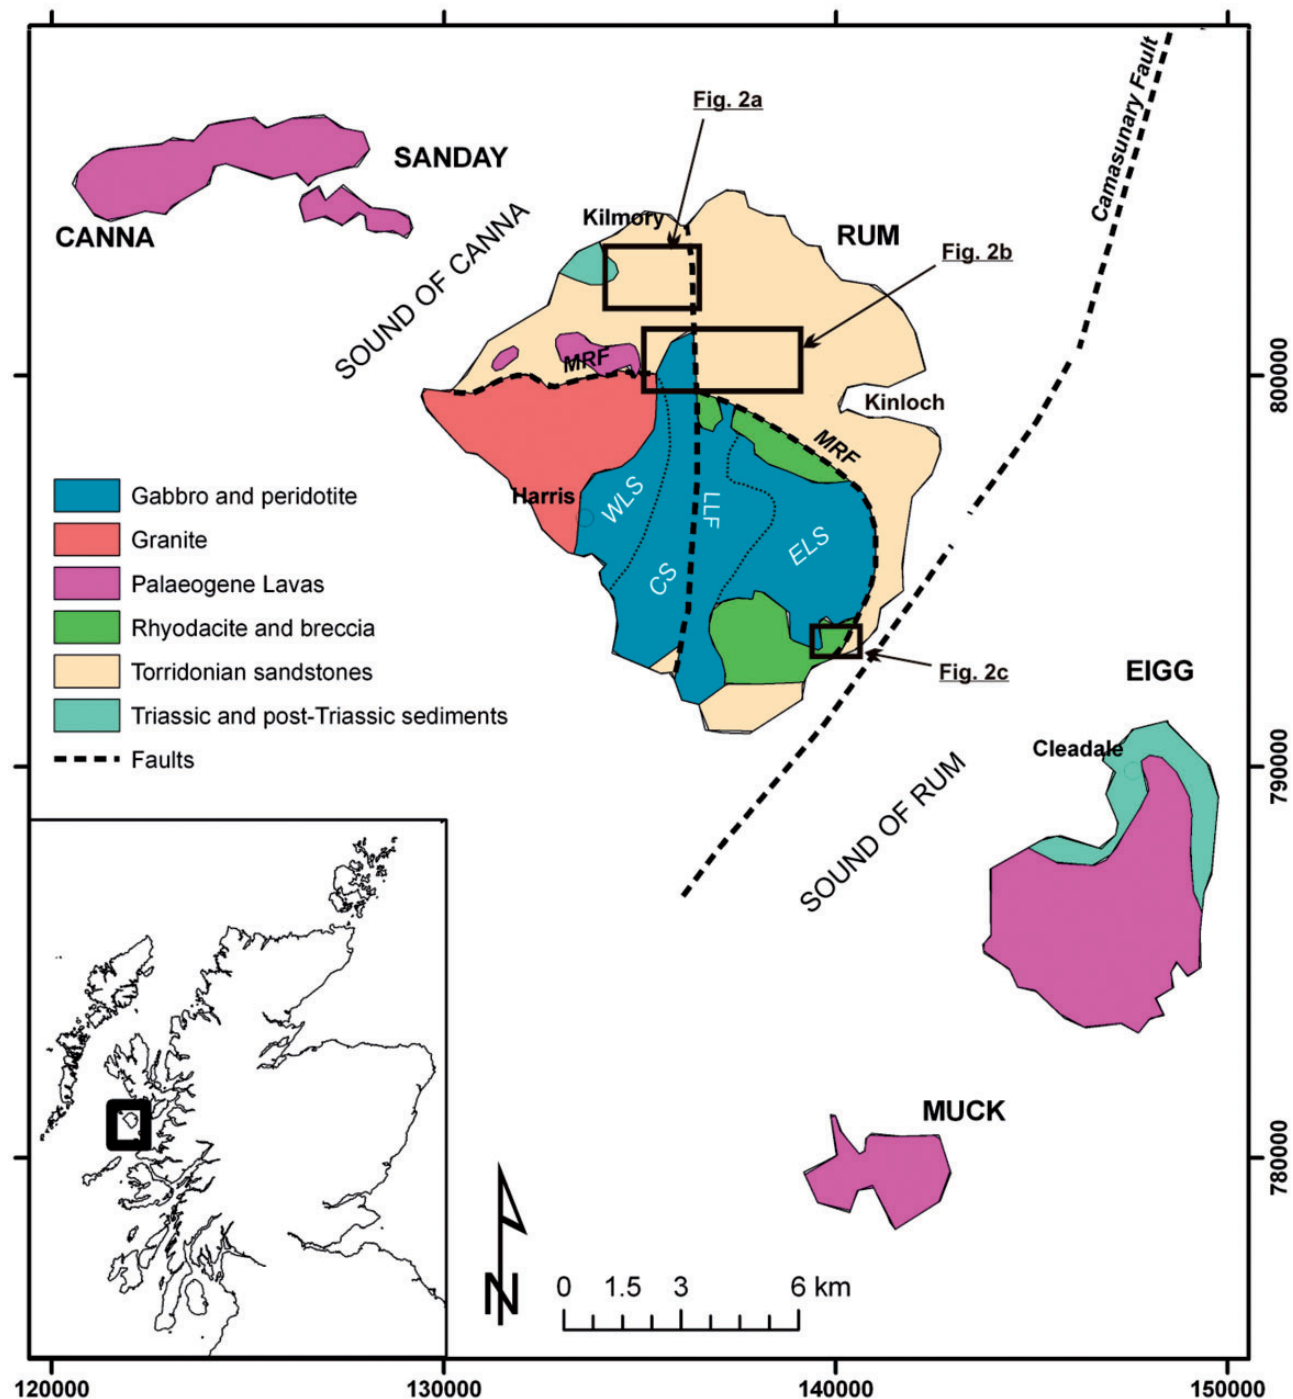 Fig. 2a
Camasunary Fault
SANDAY
CANNA
SOUND OF CANNA
Kilmory
RUM
Fig. 2b
MRF
800000
Kinloch
MRF
Harris
WLS
LLF
ELS
CS
Gabbro and peridotite
Granite
Palaeogene Lavas
Rhyodacite and breccia
Torridonian sandstones
Triassic and post-Triassic sediments
Faults
Fig. 2c
EIGG
Cleadale
790000
SOUND OF RUM
MUCK
780000
N
0 1.5 3 6 km
120000 130000 140000 150000